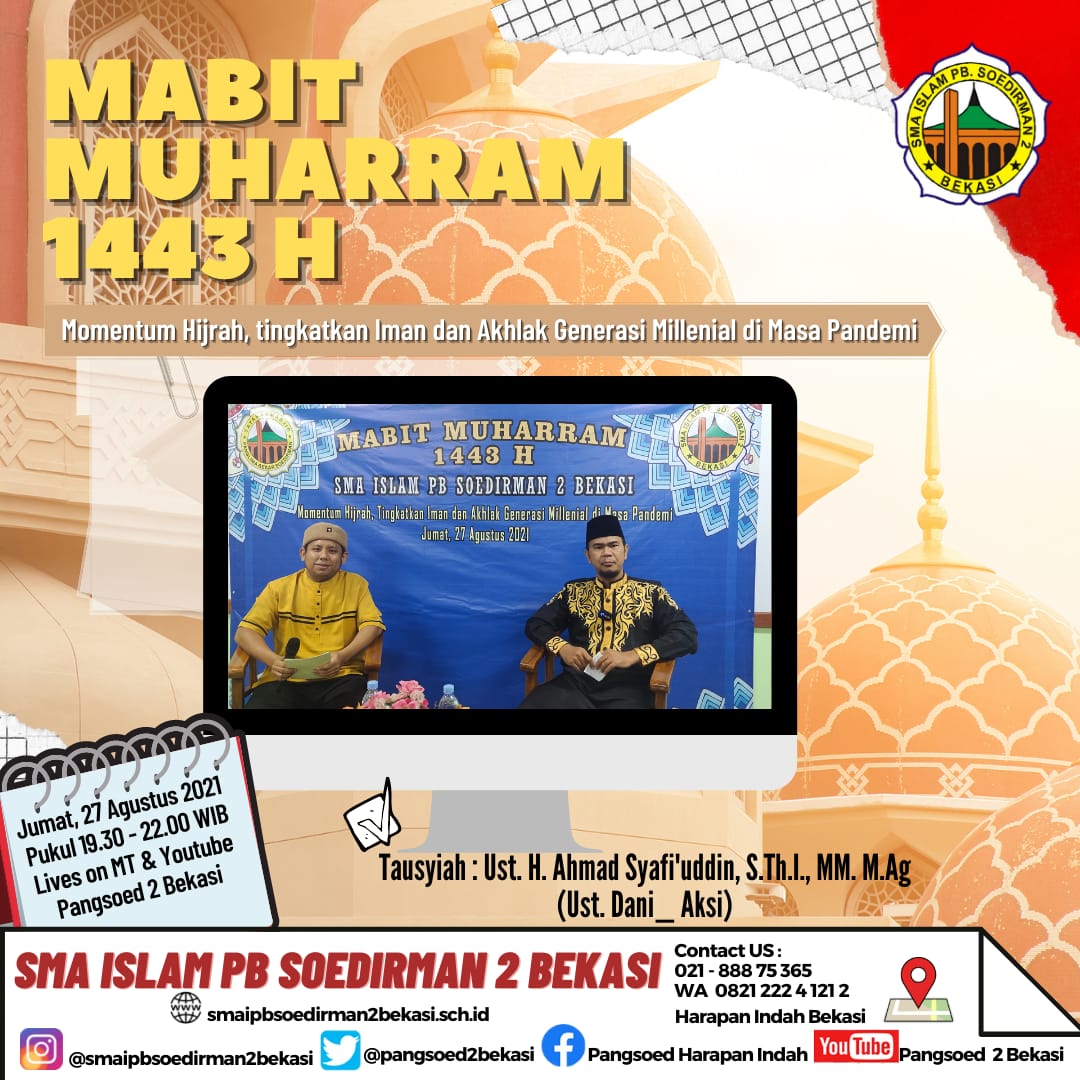 MABIT
MUHARRAM
1443 H
SMA ISLAM PB. SOEDIRMAN 2
BEKASI
Momentum Hijrah, tingkatkan Iman dan Akhlak Generasi Millenial di Masa Pandemi
MABIT MUHARRAM
1443 H
SMA ISLAM PB SOEDIRMAN 2 BEKASI
Momentum Hijrah, Tingkatkan Iman dan Akhlak Generasi Millenial di Masa Pandemi
Jumat, 27 Agustus 2021
SMA ISLAM PB. SOEDIRMAN
BEKASI
Jumat, 27 Agustus 2021
Pukul 19.30 - 22.00 WIB
Lives on MT & Youtube
Pangsoed 2 Bekasi
Tausyiah : Ust. H. Ahmad Syafi'uddin, S.Th.I., MM. M.Ag
(Ust. Dani_ Aksi)
SMA ISLAM PB SOEDIRMAN 2 BEKASI
smaipbsoedirman2bekasi.sch.id
Contact US :
021 - 888 75 365
WA 0821 222 4 121 2
Harapan Indah Bekasi
@smaipbsoedirman2bekasi
@pangsoed2bekasi
Pangsoed Harapan Indah
YouTube
Pangsoed 2 Bekasi